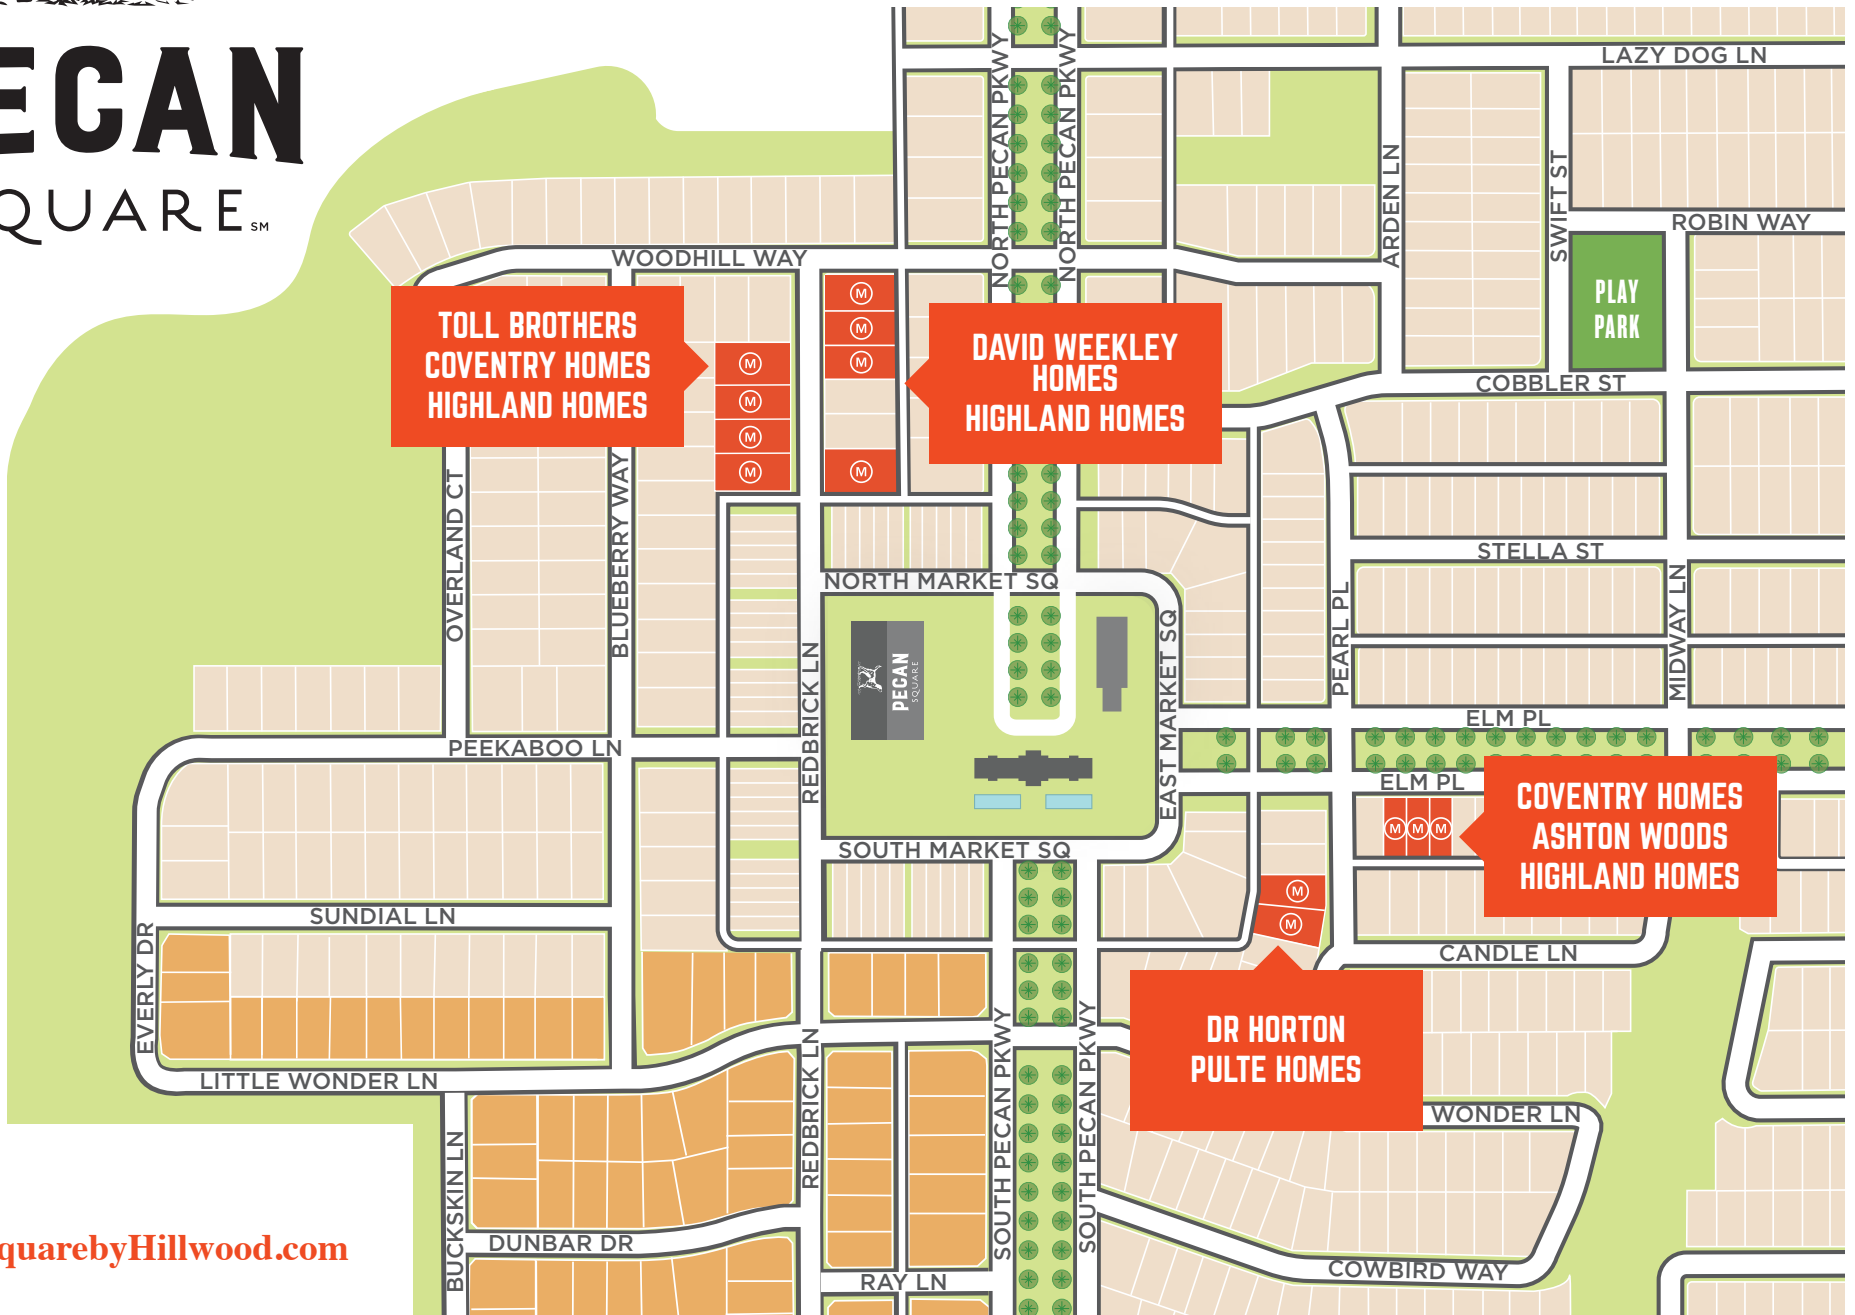 ECAN
QUARE SM
NORTH PECAN PKWY
NORTH PECAN PKWY
LAZY DOG LN
ARDEN LN
SWIFT ST
ROBIN WAY
WOODHILL WAY
PLAY
PARK
TOLL BROTHERS
COVENTRY HOMES
HIGHLAND HOMES
M
M
M
M
M
M
M
M
DAVID WEEKLEY
HOMES
HIGHLAND HOMES
COBBLER ST
OVERLAND CT
BLUEBERRY WAY
STELLA ST
NORTH MARKET SQ
PEARL PL
MIDWAY LN
REDBRICK LN
PECAN
SQUARE
EAST MARKET SQ
ELM PL
PEEKABOO LN
ELM PL
M M M
COVENTRY HOMES
ASHTON WOODS
HIGHLAND HOMES
SOUTH MARKET SQ
M
M
SUNDIAL LN
EVERLY DR
CANDLE LN
DR HORTON
PULTE HOMES
LITTLE WONDER LN
REDBRICK LN
SOUTH PECAN PKWY
SOUTH PECAN PKWY
WONDER LN
BUCKSKIN LN
DUNBAR DR
quarebyHillwood.com
RAY LN
COWBIRD WAY